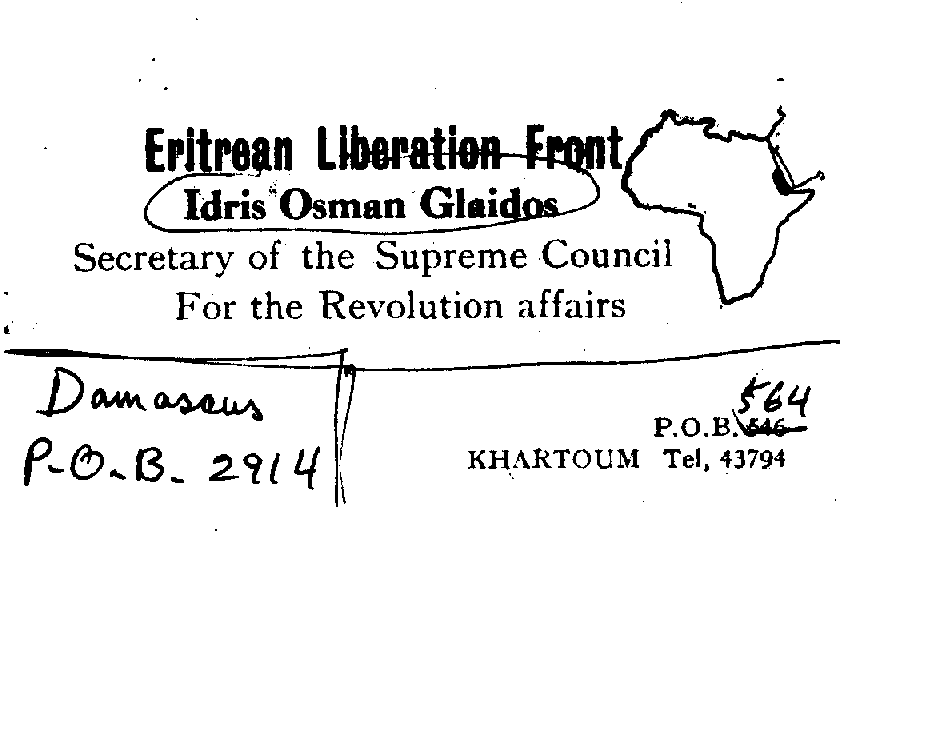 Eritrean Liberation Front
Idris Osman Glaidos
Secretary of the Supreme Council
For the Revolution affairs
Damascus
P.O.B. 2914
564
P.O.B. 546
KHARTOUM Tel, 43794